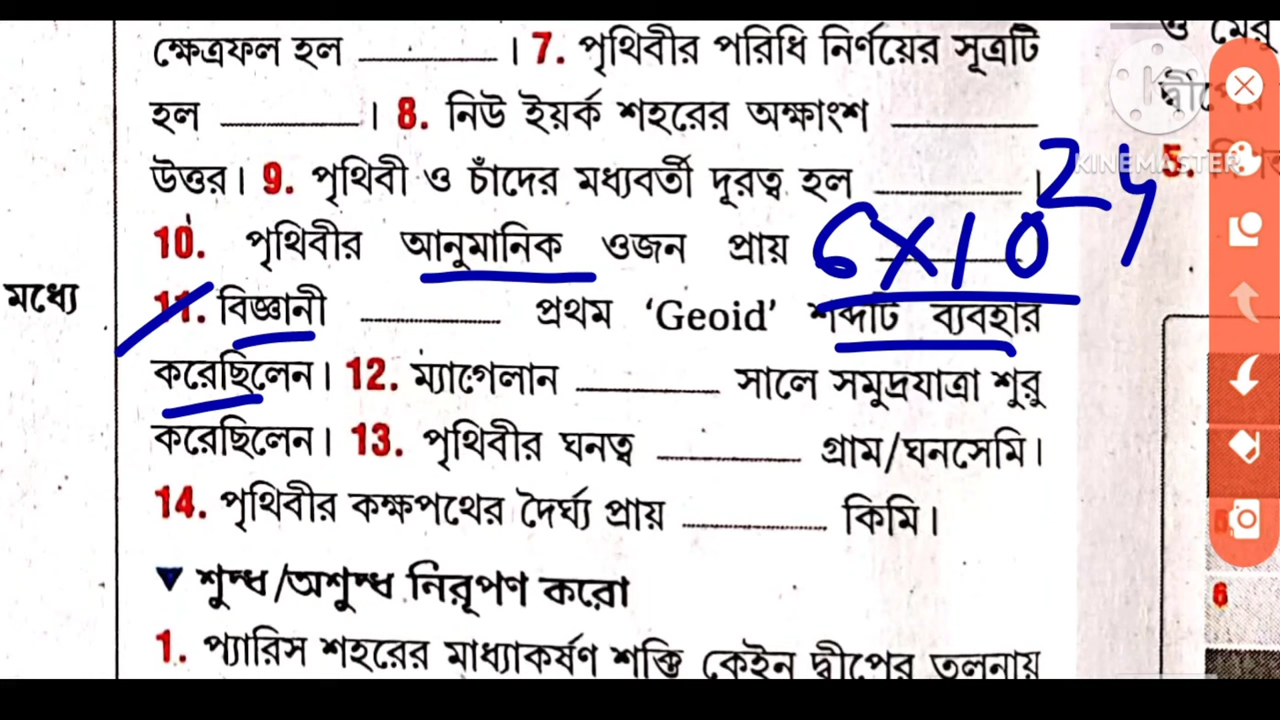 ক্ষেত্রফল হল ________ । 7. পৃথিবীর পরিধি নির্ণয়ের সূত্রটি
হল ________ । 8. নিউ ইয়র্ক শহরের অক্ষাংশ ________
উত্তর। 9. পৃথিবী ও চাঁদের মধ্যবর্তী দূরত্ব হল ________ ।
10. পৃথিবীর আনুমানিক ওজন প্রায় 6X10 24
11. বিজ্ঞানী ________ প্রথম ‘Geoid’ শব্দটি ব্যবহার
করেছিলেন। 12. ম্যাগেলান ________ সালে সমুদ্রযাত্রা শুরু
করেছিলেন। 13. পৃথিবীর ঘনত্ব ________ গ্রাম/ঘনসেমি।
14. পৃথিবীর কক্ষপথের দৈর্ঘ্য প্রায় ________ কিমি।
▼ শুদ্ধ/অশুদ্ধ নিরূপণ করো
1. প্যারিস শহরের মাধ্যাকর্ষণ শক্তি কেইন দ্বীপের তুলনায়
মধ্যে
ও মেরু
5.
6
KINEMASTER